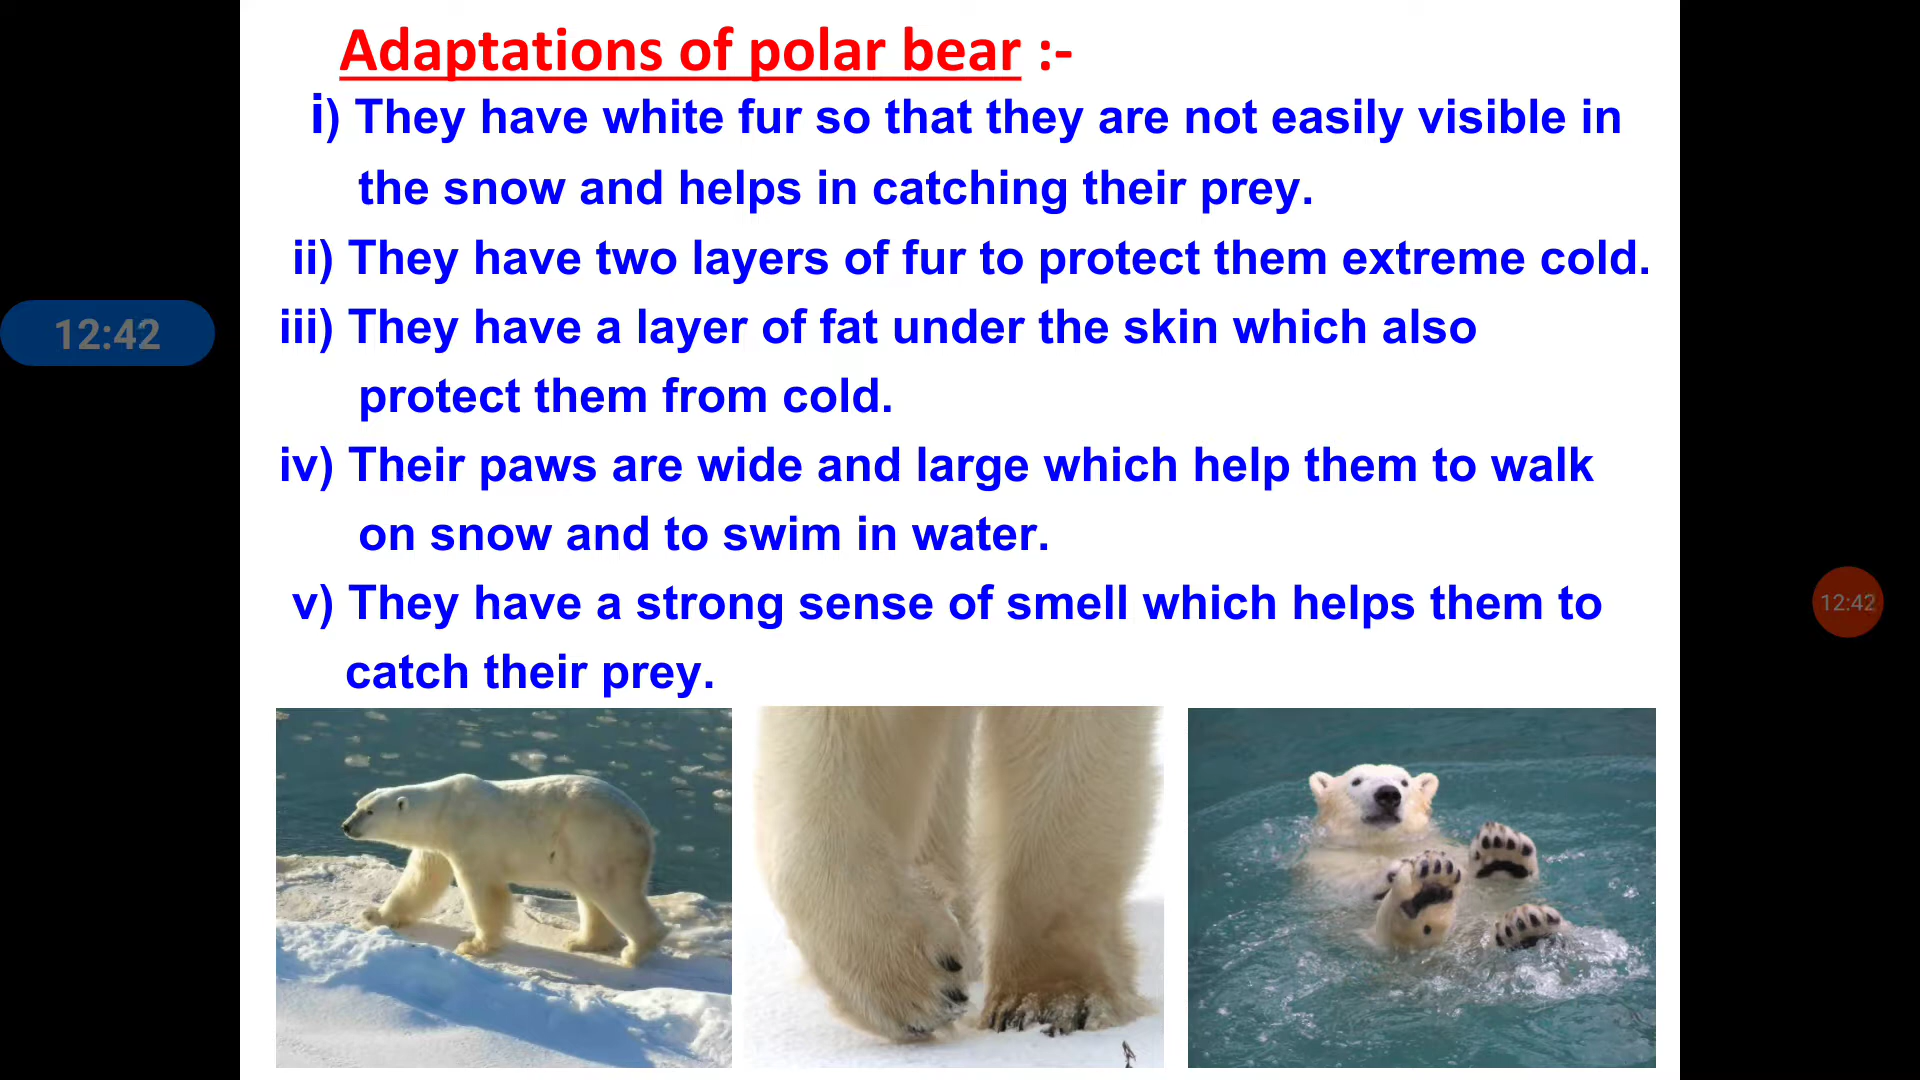 Adaptations of polar bear :-
i) They have white fur so that they are not easily visible in
the snow and helps in catching their prey.
ii) They have two layers of fur to protect them extreme cold.
12:42
iii) They have a layer of fat under the skin which also
protect them from cold.
iv) Their paws are wide and large which help them to walk
on snow and to swim in water.
v) They have a strong sense of smell which helps them to
12:42
catch their prey.